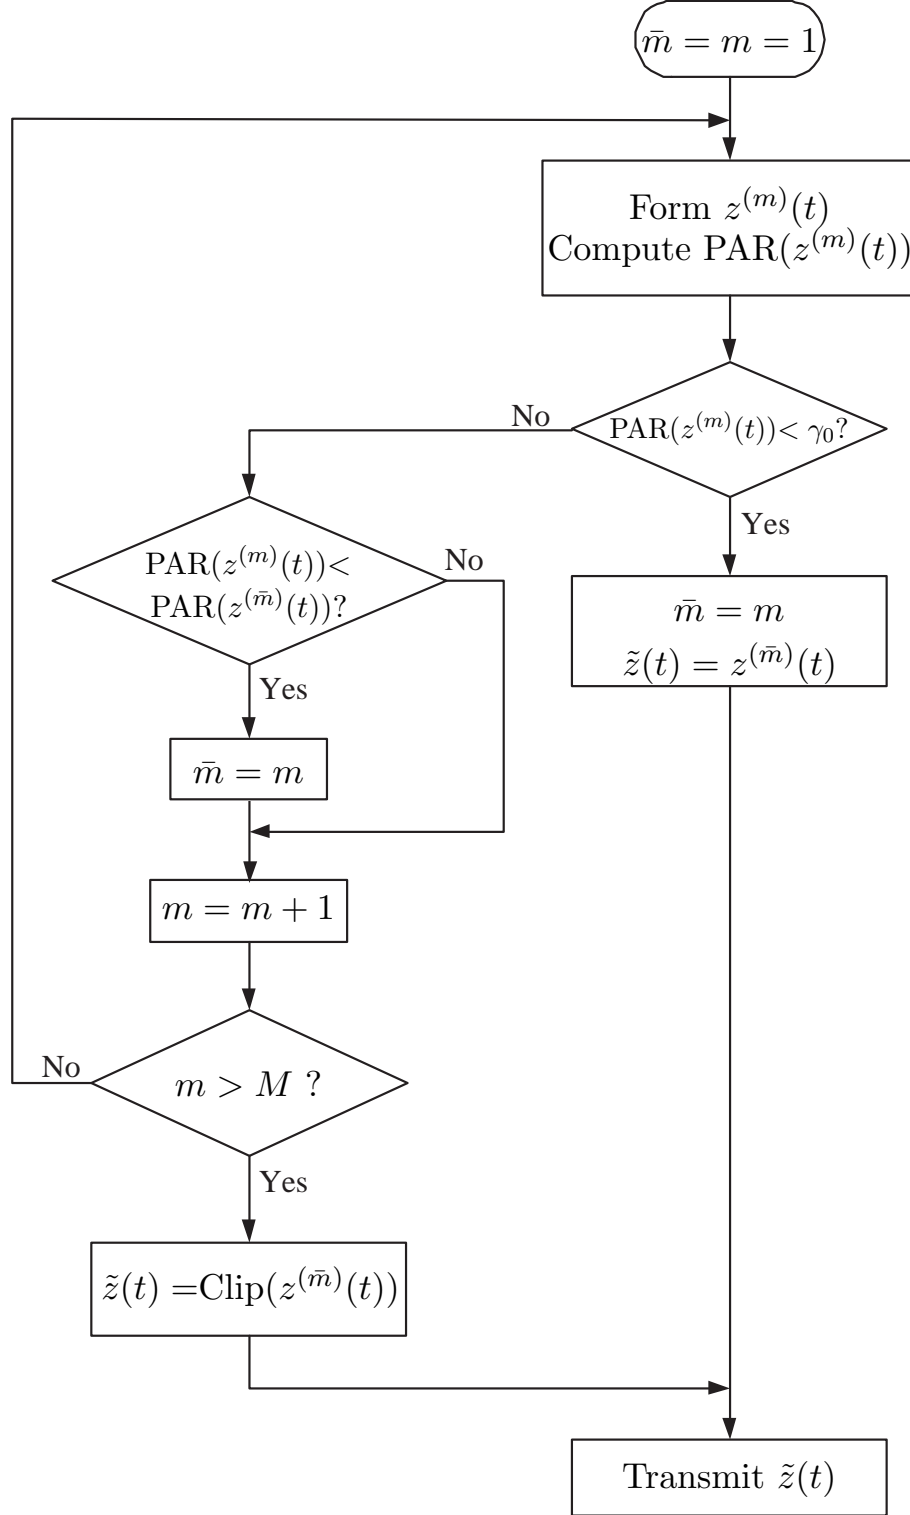 m̄ = m = 1
Form z^(m)(t)
Compute PAR(z^(m)(t))
PAR(z^(m)(t))< γ₀?
No
Yes
PAR(z^(m)(t))<
PAR(z^(m̄)(t))?
No
Yes
m̄ = m
z̃(t) = z^(m̄)(t)
m̄ = m
m = m + 1
m > M ?
No
Yes
z̃(t) =Clip(z^(m̄)(t))
Transmit z̃(t)